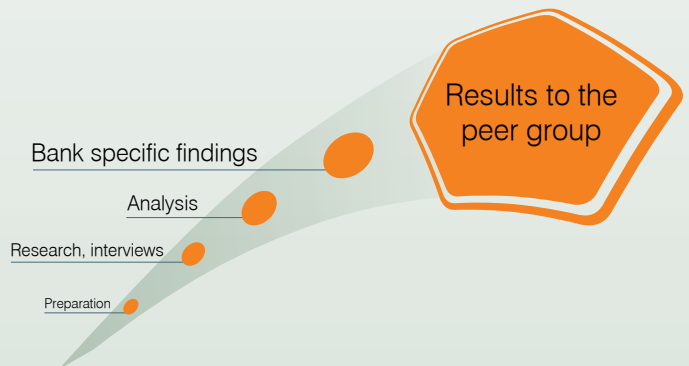 Results to the
peer group
Bank specific findings
Analysis
Research, interviews
Preparation